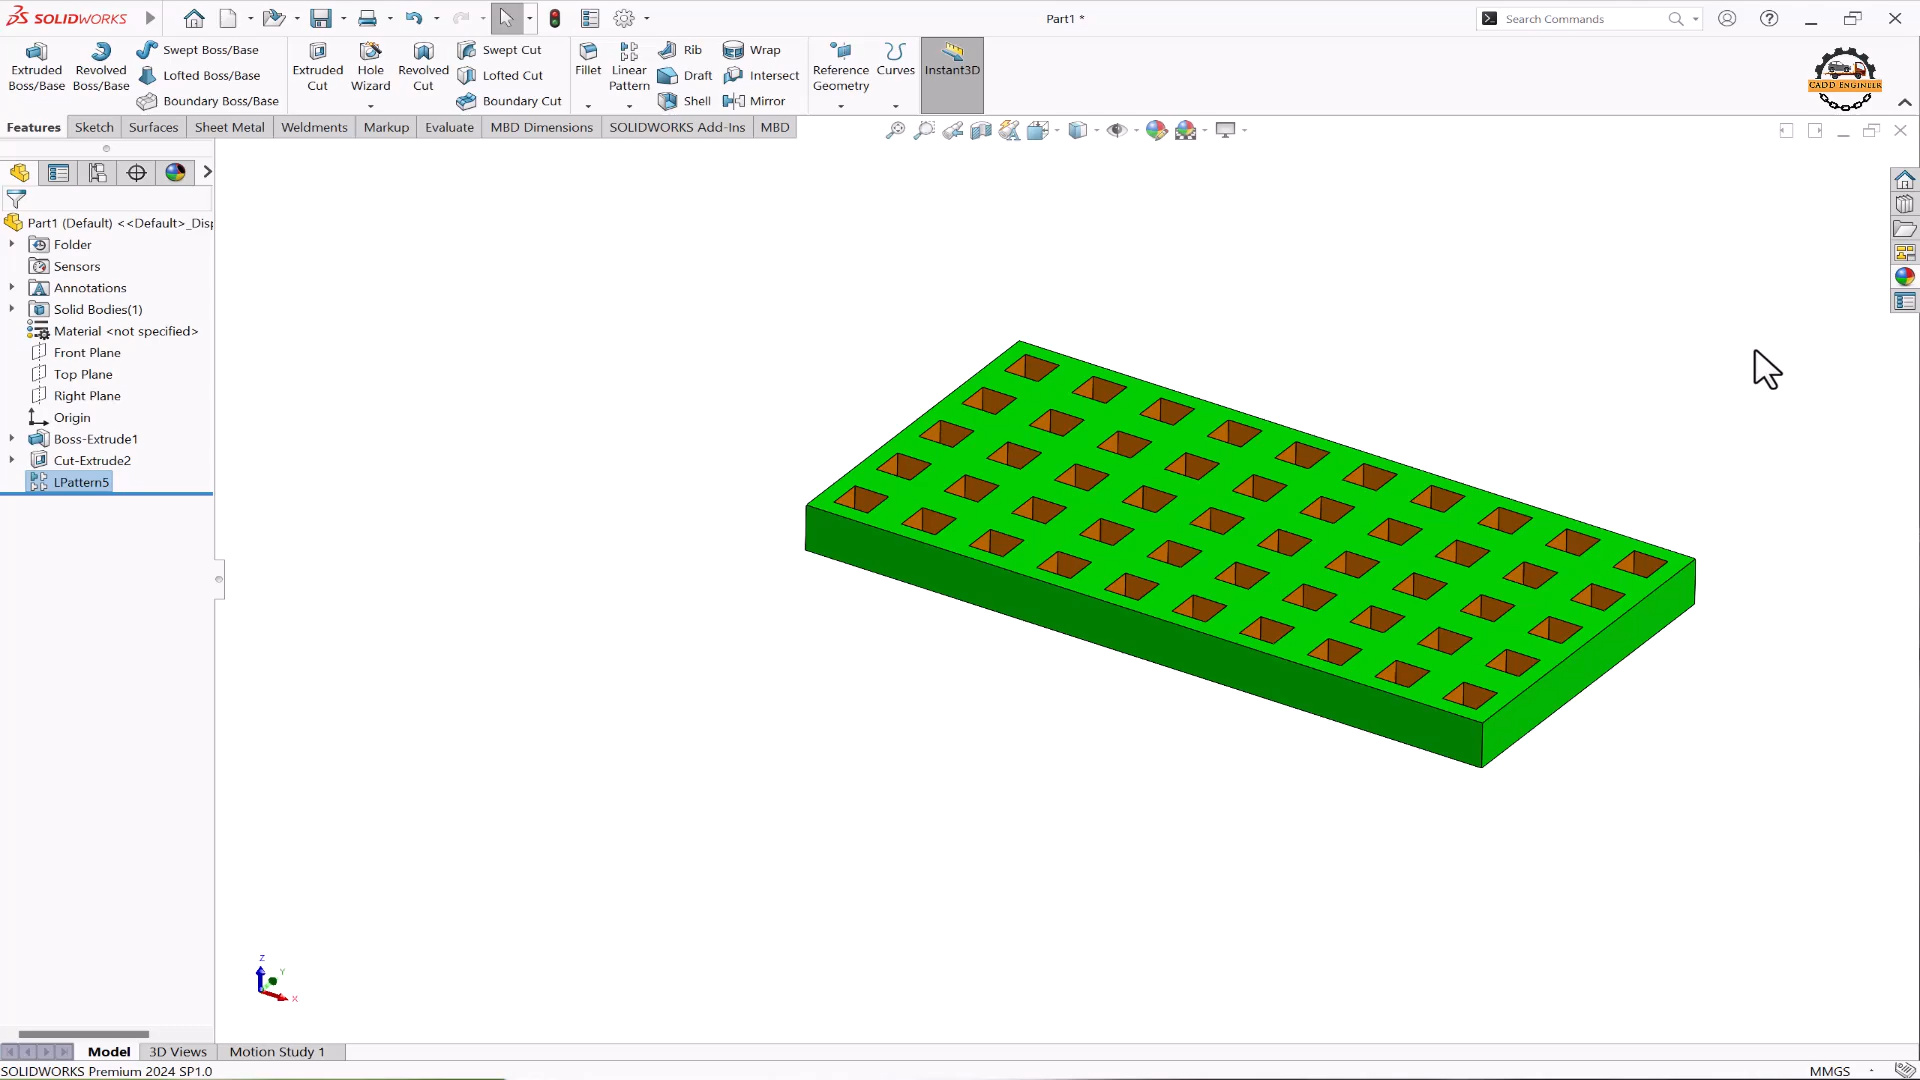 SOLIDWORKS
Part1 *
Search Commands
Extruded Boss/Base
Revolved Boss/Base
Swept Boss/Base
Lofted Boss/Base
Boundary Boss/Base
Extruded Cut
Hole Wizard
Revolved Cut
Swept Cut
Lofted Cut
Boundary Cut
Fillet
Linear Pattern
Rib
Draft
Shell
Wrap
Intersect
Mirror
Reference Geometry
Curves
Instant3D
CADD ENGINEER
Features
Sketch
Surfaces
Sheet Metal
Weldments
Markup
Evaluate
MBD Dimensions
SOLIDWORKS Add-Ins
MBD
Part1 (Default) <<Default>_Disp
Folder
Sensors
Annotations
Solid Bodies(1)
Material <not specified>
Front Plane
Top Plane
Right Plane
Origin
Boss-Extrude1
Cut-Extrude2
LPattern5
Z
Y
X
Model
3D Views
Motion Study 1
SOLIDWORKS Premium 2024 SP1.0
MMGS